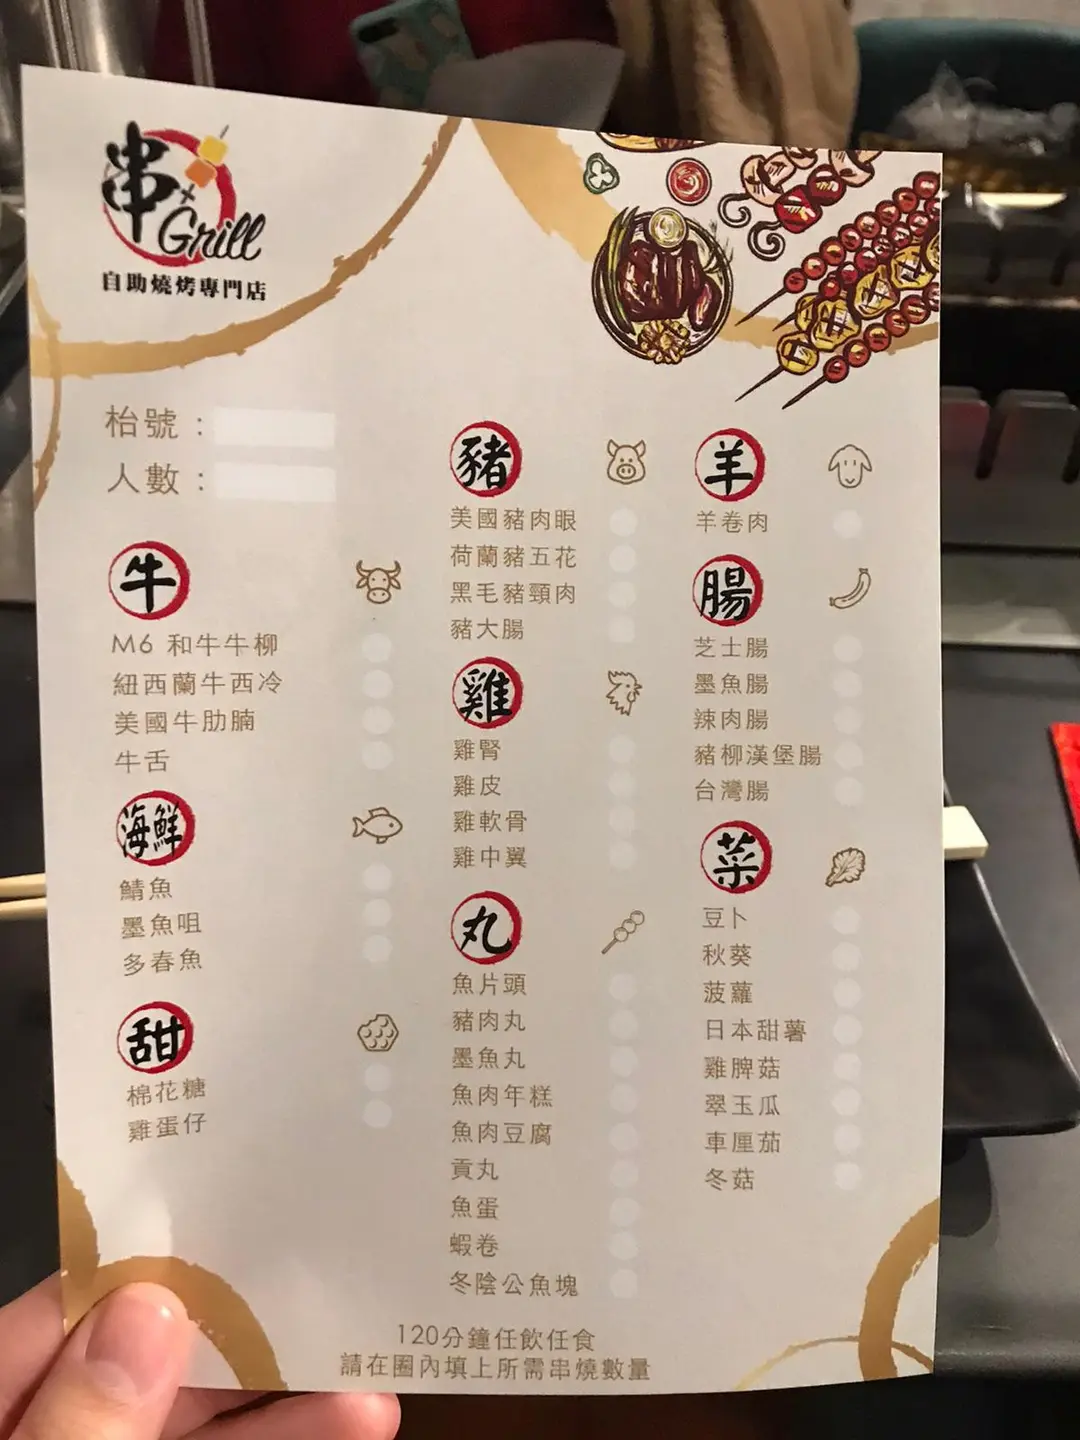 串
Grill
自助燒烤專門店
枱號：
人數：
牛
M6 和牛牛柳
紐西蘭牛西冷
美國牛肋腩
牛舌
海鮮
鯖魚
墨魚咀
多春魚
甜
棉花糖
雞蛋仔
豬
美國豬肉眼
荷蘭豬五花
黑毛豬頸肉
豬大腸
雞
雞腎
雞皮
雞軟骨
雞中翼
丸
魚片頭
豬肉丸
墨魚丸
魚肉年糕
魚肉豆腐
貢丸
魚蛋
蝦卷
冬陰公魚塊
羊
羊卷肉
腸
芝士腸
墨魚腸
辣肉腸
豬柳漢堡腸
台灣腸
菜
豆卜
秋葵
菠蘿
日本甜薯
雞脾菇
翠玉瓜
車厘茄
冬菇
120分鐘任飲任食
請在圈內填上所需串燒數量